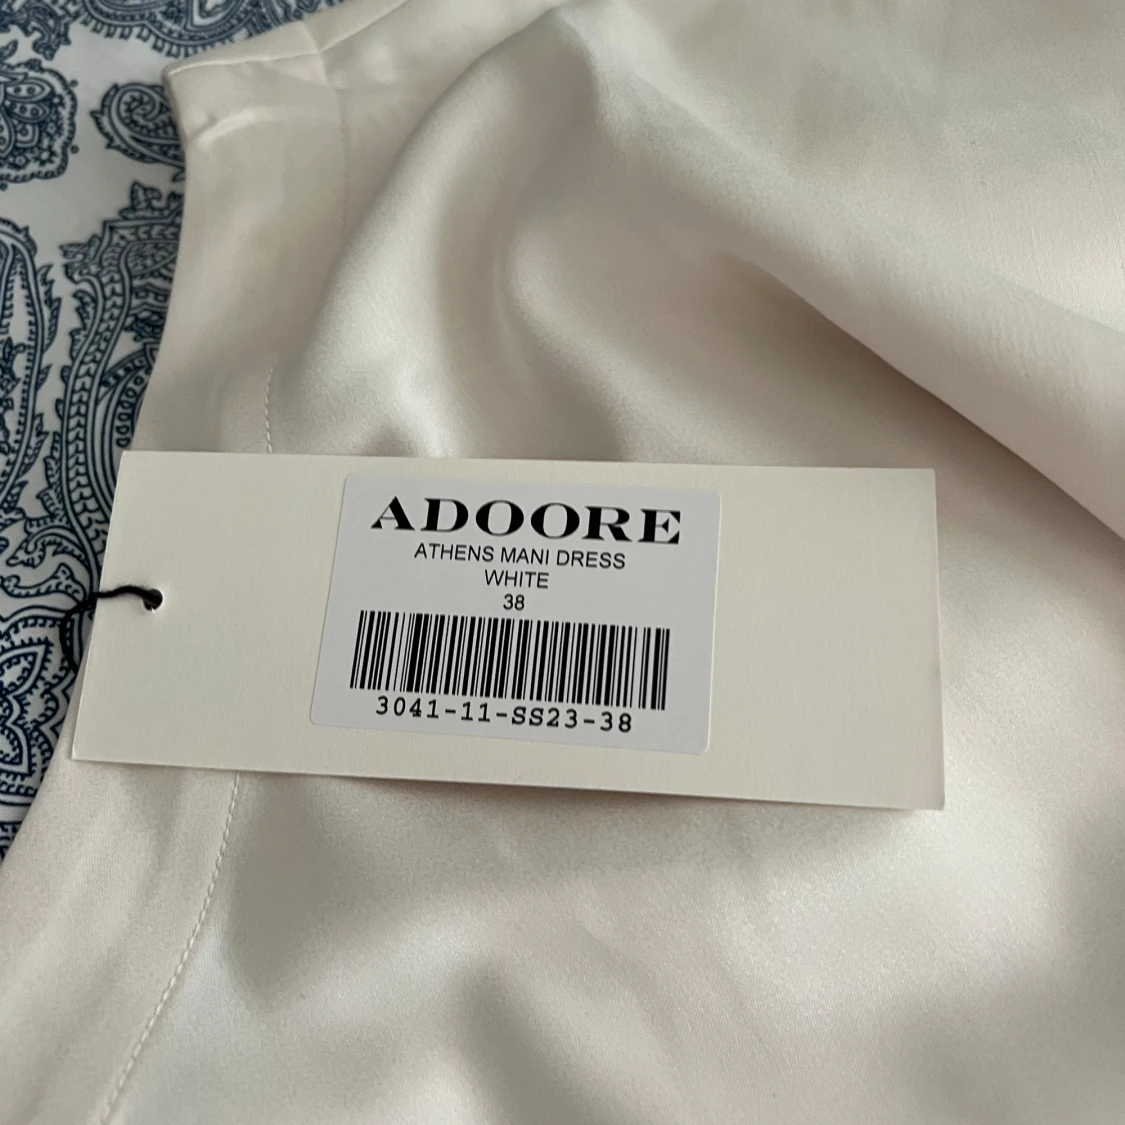 ADOORE
ATHENS MANI DRESS
WHITE
38
3041-11-SS23-38